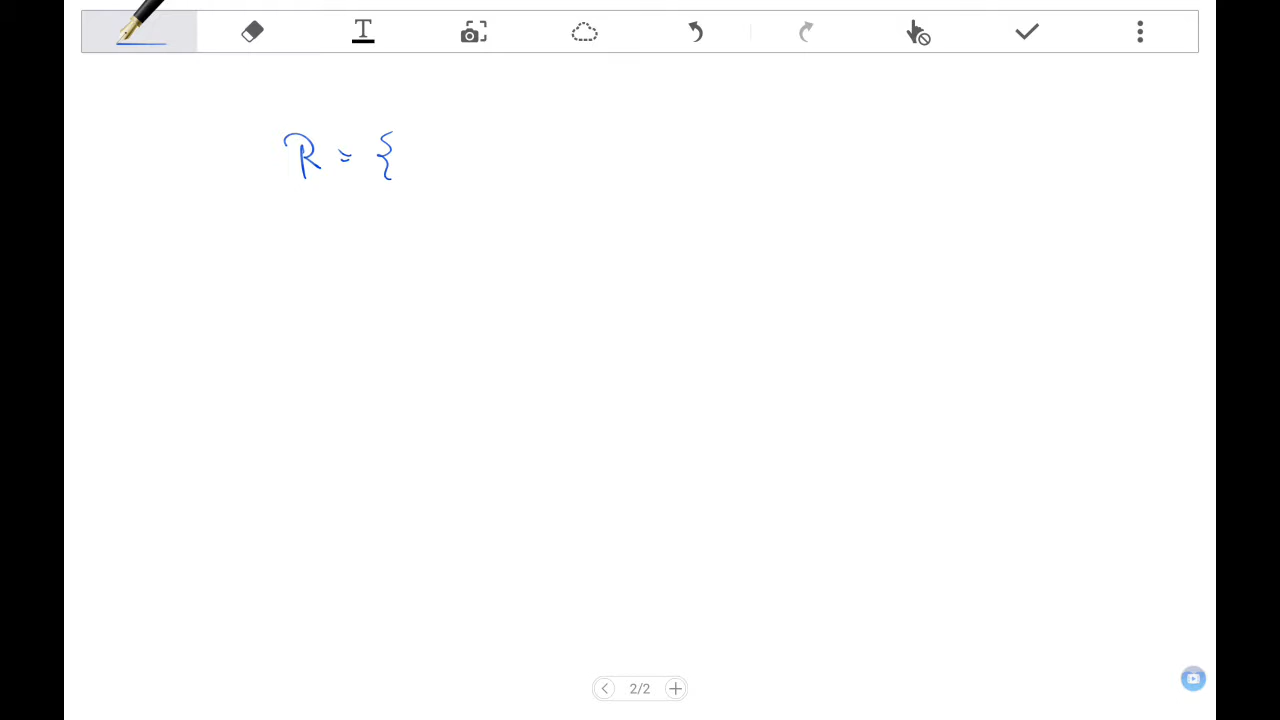 T
R = {
2/2